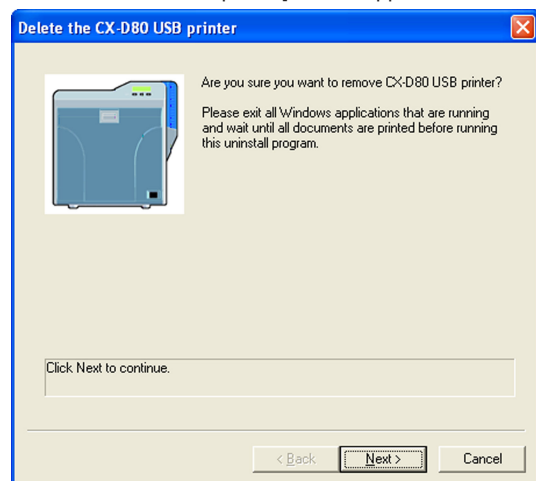 Delete the CX-D80 USB printer
Are you sure you want to remove CX-D80 USB printer?
Please exit all Windows applications that are running
and wait until all documents are printed before running
this uninstall program.
Click Next to continue.
< Back
Next >
Cancel